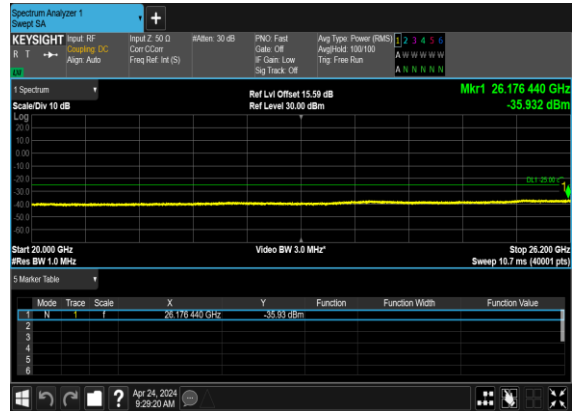 Spectrum Analyzer 1
Swept SA
+
KEYSIGHT Input: RF Input Z: 50 Ω #Atten: 30 dB PNO: Fast Avg Type: Power (RMS) 1 2 3 4 5 6
R T Coupling: DC Corr CCorr Gate: Off Avg|Hold: 100/100 A W W W W W
Align: Auto Freq Ref: Int (S) IF Gain: Low Trig: Free Run
Sig Track: Off A N N N N N
1 Spectrum Ref Lvl Offset 15.59 dB Mkr1 26.176 440 GHz
Scale/Div 10 dB Ref Level 30.00 dBm -35.932 dBm
Log
20.0
10.0
0.00
-10.0
-20.0
-30.0
-40.0
-50.0
-60.0
1
Start 20.000 GHz Video BW 3.0 MHz* Stop 26.200 GHz
#Res BW 1.0 MHz Sweep 10.7 ms (40001 pts)
5 Marker Table
Mode Trace Scale X Y Function Function Width Function Value
1 N 1 f 26.176 440 GHz -35.93 dBm
2
3
4
5
6
? Apr 24, 2024
9:29:20 AM